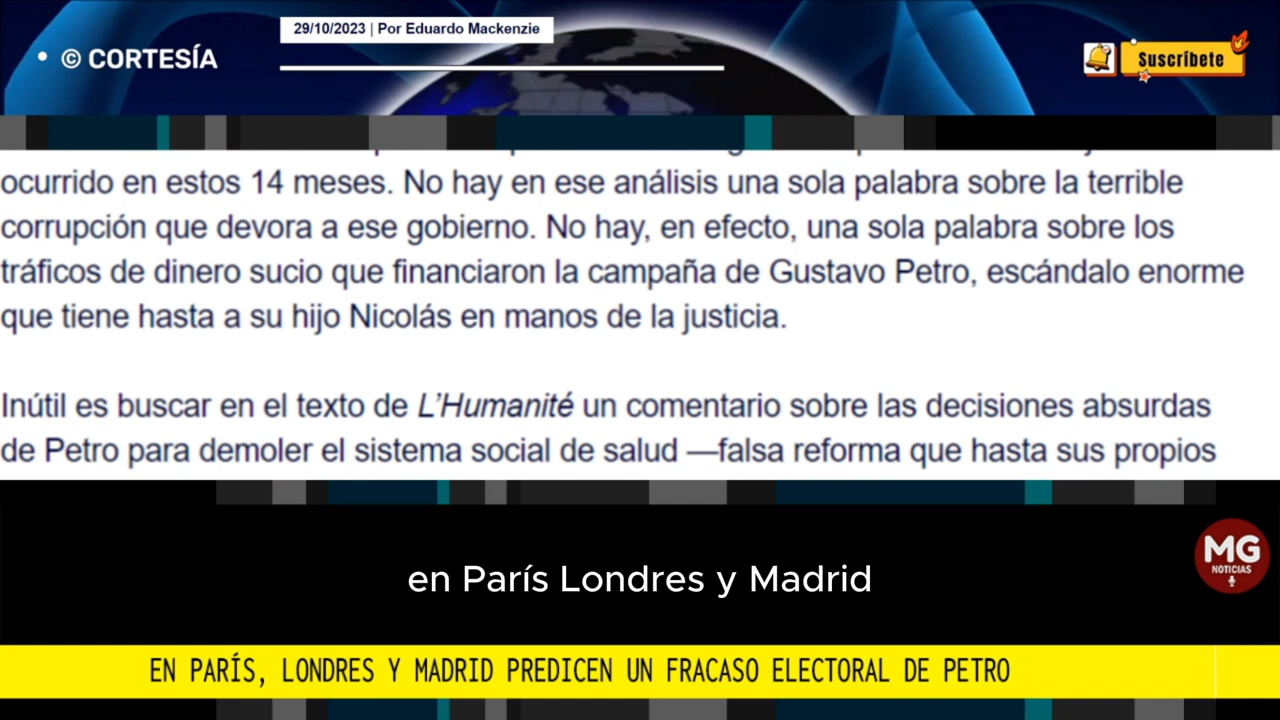 29/10/2023 | Por Eduardo Mackenzie
• © CORTESÍA
Suscríbete
ocurrido en estos 14 meses. No hay en ese análisis una sola palabra sobre la terrible
corrupción que devora a ese gobierno. No hay, en efecto, una sola palabra sobre los
tráficos de dinero sucio que financiaron la campaña de Gustavo Petro, escándalo enorme
que tiene hasta a su hijo Nicolás en manos de la justicia.
Inútil es buscar en el texto de L'Humanité un comentario sobre las decisiones absurdas
de Petro para demoler el sistema social de salud —falsa reforma que hasta sus propios
MG
NOTICIAS
en París Londres y Madrid
EN PARÍS, LONDRES Y MADRID PREDICEN UN FRACASO ELECTORAL DE PETRO